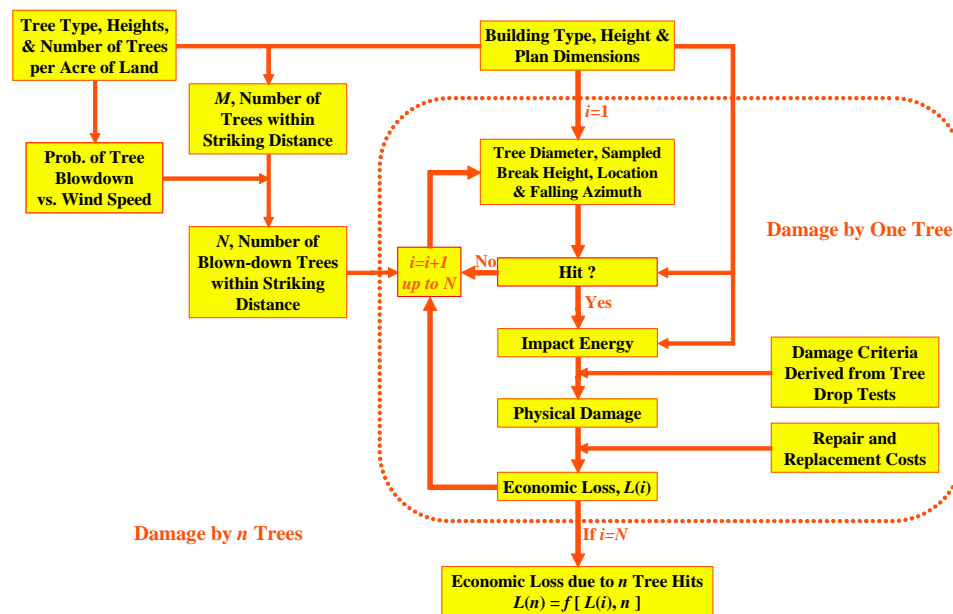 Tree Type, Heights,
& Number of Trees
per Acre of Land
Building Type, Height &
Plan Dimensions
M, Number of
Trees within
Striking Distance
i=1
Prob. of Tree
Blowdown
vs. Wind Speed
Tree Diameter, Sampled
Break Height, Location
& Falling Azimuth
Damage by One Tree
N, Number of
Blown-down Trees
within Striking
Distance
i=i+1
up to N
No
Hit ?
Yes
Impact Energy
Damage Criteria
Derived from Tree
Drop Tests
Physical Damage
Repair and
Replacement Costs
Economic Loss, L(i)
Damage by n Trees
If i=N
Economic Loss due to n Tree Hits
L(n) = f [ L(i), n ]